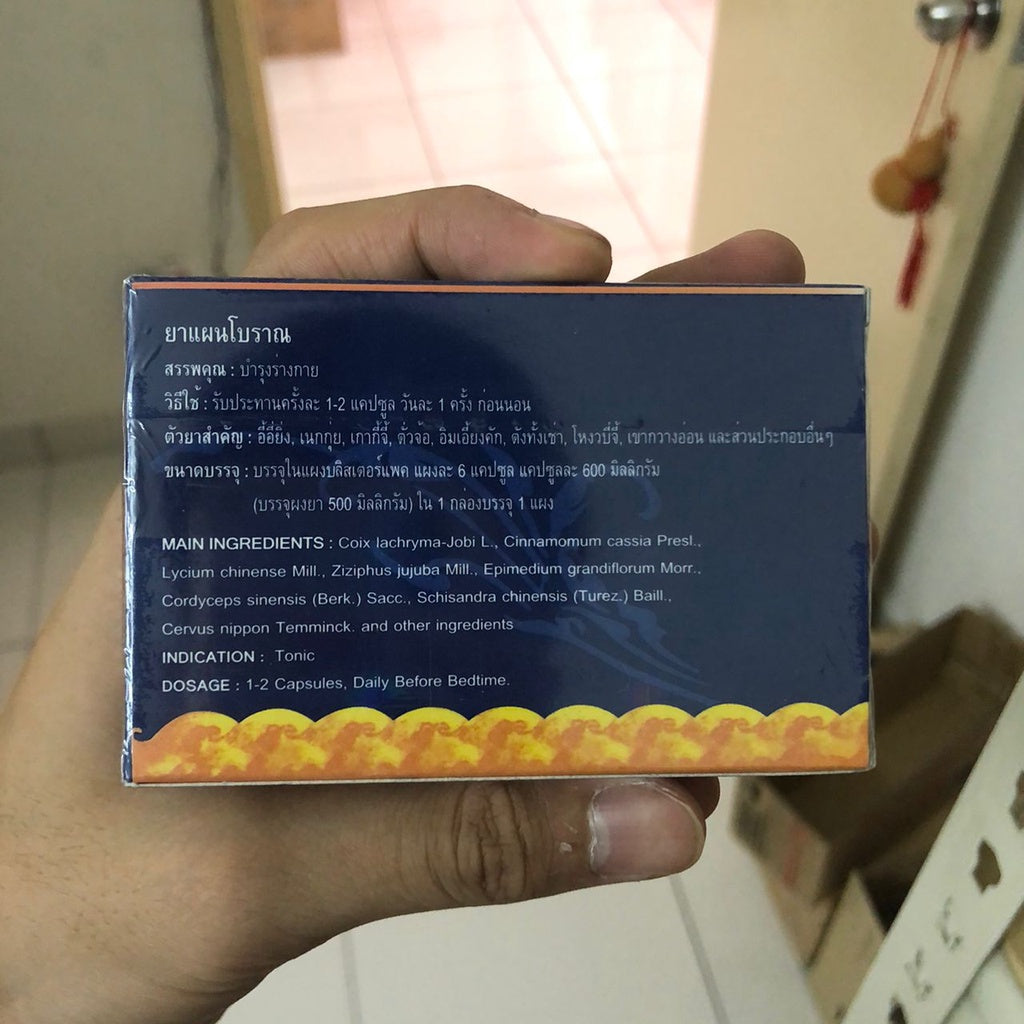 ยาแผนโบราณ
สรรพคุณ : บำรุงร่างกาย
วิธีใช้ : รับประทานครั้งละ 1-2 แคปซูล วันละ 1 ครั้ง ก่อนนอน
ตัวยาสำคัญ : อี้อี่ยิ่ง, เนกกุ่ย, เกากี่จี้, ตั่วจ้อ, อิมเอี้ยงคัก, ตังทั้งเช่า, โหงวบี่จี้, เขากวางอ่อน และส่วนประกอบอื่นๆ
ขนาดบรรจุ : บรรจุในแผงบลิสเตอร์แพค แผงละ 6 แคปซูล แคปซูลละ 600 มิลลิกรัม
(บรรจุผงยา 500 มิลลิกรัม) ใน 1 กล่องบรรจุ 1 แผง
MAIN INGREDIENTS : Coix lachryma-Jobi L., Cinnamomum cassia Presl.,
Lycium chinense Mill., Ziziphus jujuba Mill., Epimedium grandiflorum Morr.,
Cordyceps sinensis (Berk.) Sacc., Schisandra chinensis (Turez.) Baill.,
Cervus nippon Temminck. and other ingredients
INDICATION : Tonic
DOSAGE : 1-2 Capsules, Daily Before Bedtime.